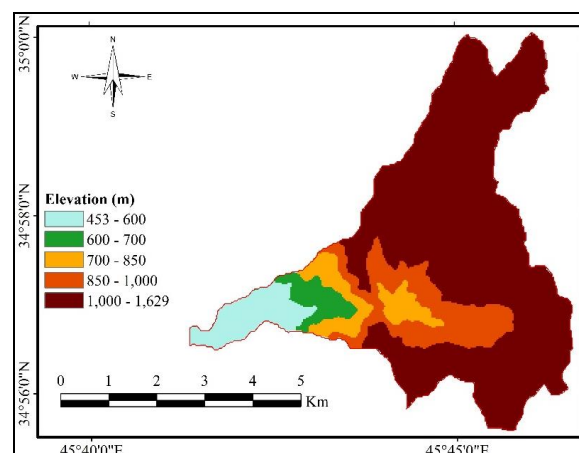 35°0'0"N
N
W E
S
34°58'0"N
Elevation (m)
453 - 600
600 - 700
700 - 850
850 - 1,000
1,000 - 1,629
34°56'0"N
0 1 2 3 4 5
Km
45°40'0"E 45°45'0"E